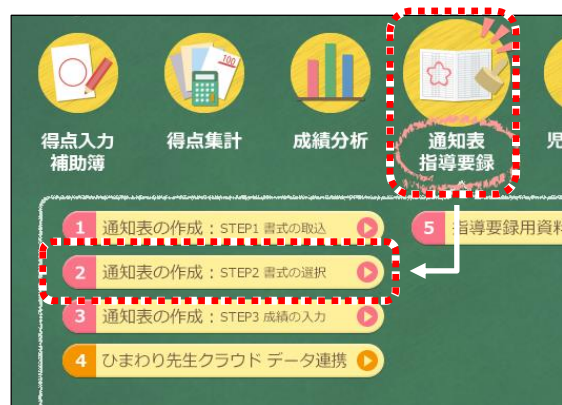 100
得点入力
補助簿
得点集計
成績分析
通知表
指導要録
児
1 通知表の作成：STEP1 書式の取込
5 指導要録用資料
2 通知表の作成：STEP2 書式の選択
3 通知表の作成：STEP3 成績の入力
4 ひまわり先生クラウド データ連携